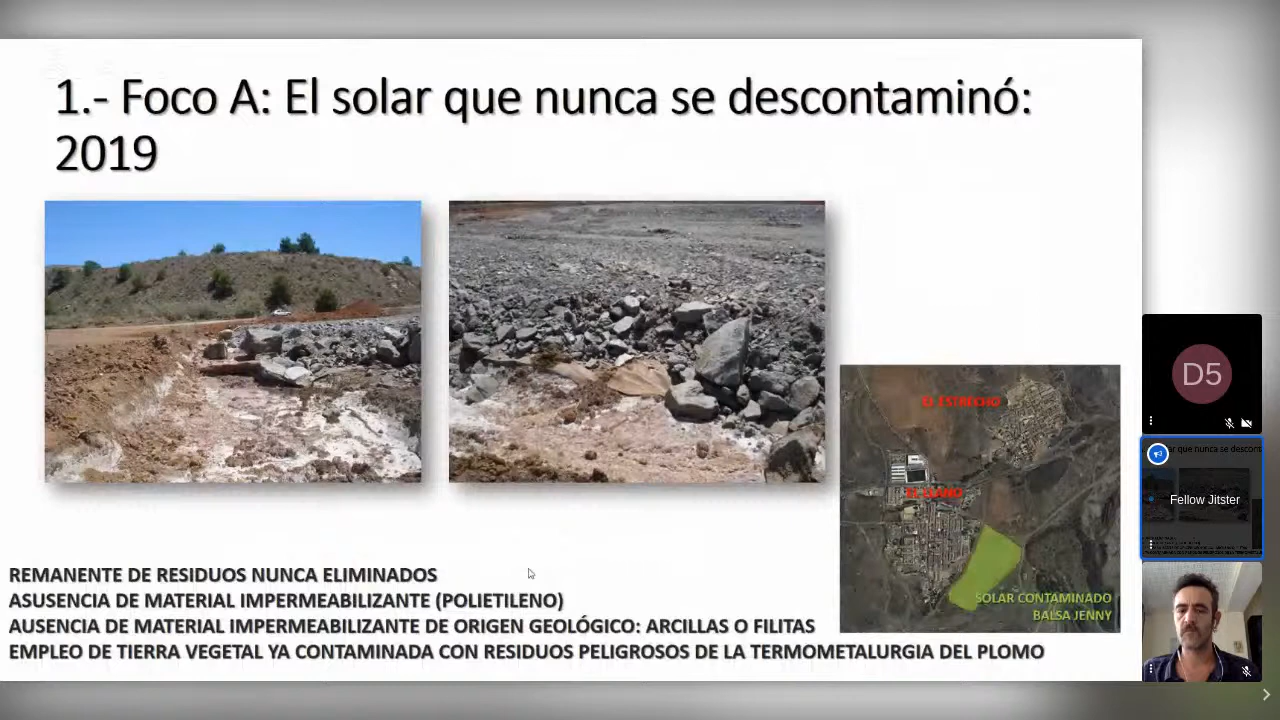 1.- Foco A: El solar que nunca se descontaminó:
2019
EL ESTRECHO
EL LLANO
SOLAR CONTAMINADO
BALSA JENNY
REMANENTE DE RESIDUOS NUNCA ELIMINADOS
ASUSENCIA DE MATERIAL IMPERMEABILIZANTE (POLIETILENO)
AUSENCIA DE MATERIAL IMPERMEABILIZANTE DE ORIGEN GEOLÓGICO: ARCILLAS O FILITAS
EMPLEO DE TIERRA VEGETAL YA CONTAMINADA CON RESIDUOS PELIGROSOS DE LA TERMOMETALURGIA DEL PLOMO
D5
Fellow Jitster